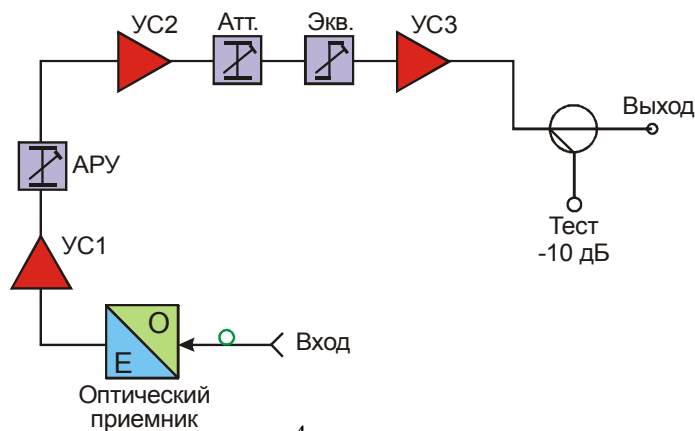 УС2
Атт.
Экв.
УС3
Выход
АРУ
Тест
-10 дБ
УС1
O
E
Вход
Оптический
приемник